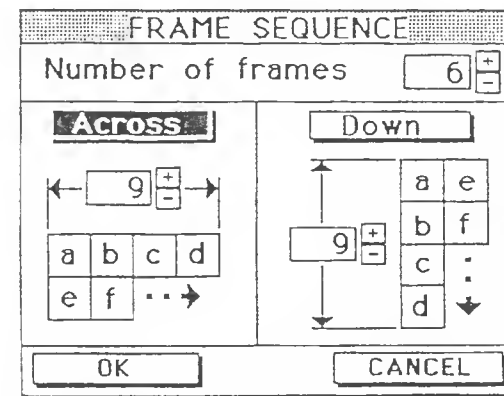 FRAME SEQUENCE
Number of frames 6 + -
Across
9 + -
a b c d
e f
Down
9 + -
a e
b f
c
d
OK CANCEL